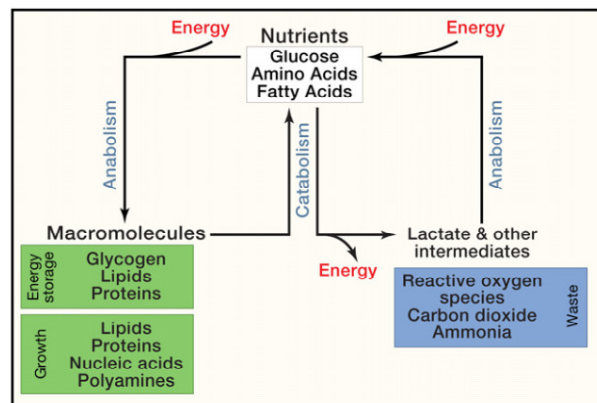 Energy
Nutrients
Energy
Glucose
Amino Acids
Fatty Acids
Anabolism
Catabolism
Anabolism
Macromolecules
Lactate & other
intermediates
Energy
Energy
storage
Glycogen
Lipids
Proteins
Reactive oxygen
species
Carbon dioxide
Ammonia
Waste
Growth
Lipids
Proteins
Nucleic acids
Polyamines